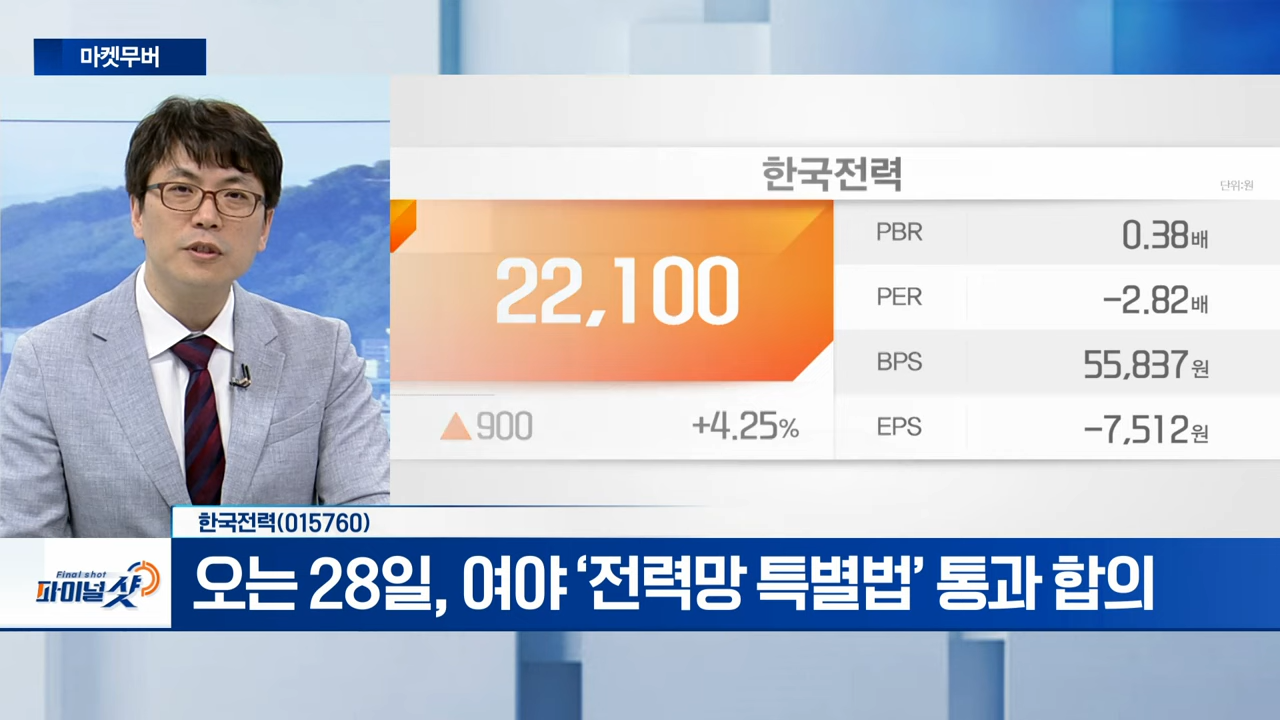 마켓무버
한국전력
단위:원
22,100
▲900 +4.25%
PBR 0.38배
PER -2.82배
BPS 55,837원
EPS -7,512원
한국전력(015760)
Final shot
파이널샷
오는 28일, 여야 ‘전력망 특별법’ 통과 합의